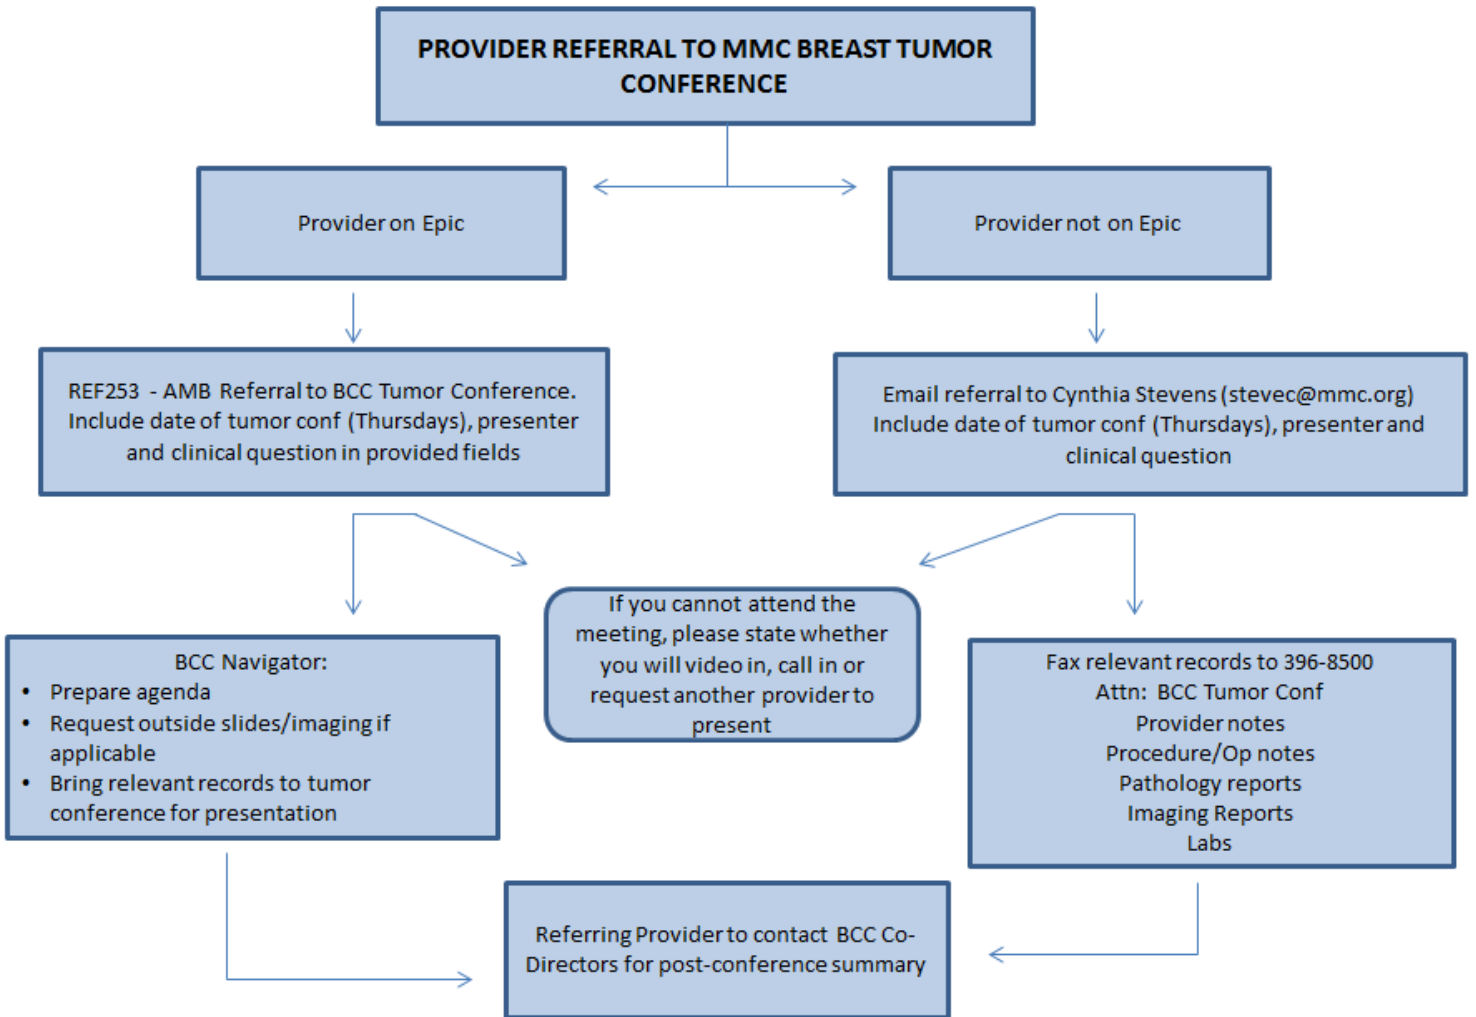 PROVIDER REFERRAL TO MMC BREAST TUMOR
CONFERENCE
Provider on Epic
Provider not on Epic
REF253 - AMB Referral to BCC Tumor Conference.
Include date of tumor conf (Thursdays), presenter
and clinical question in provided fields
Email referral to Cynthia Stevens (stevec@mmc.org)
Include date of tumor conf (Thursdays), presenter and
clinical question
If you cannot attend the
meeting, please state whether
you will video in, call in or
request another provider to
present
BCC Navigator:
• Prepare agenda
• Request outside slides/imaging if
applicable
• Bring relevant records to tumor
conference for presentation
Fax relevant records to 396-8500
Attn: BCC Tumor Conf
Provider notes
Procedure/Op notes
Pathology reports
Imaging Reports
Labs
Referring Provider to contact BCC Co-
Directors for post-conference summary